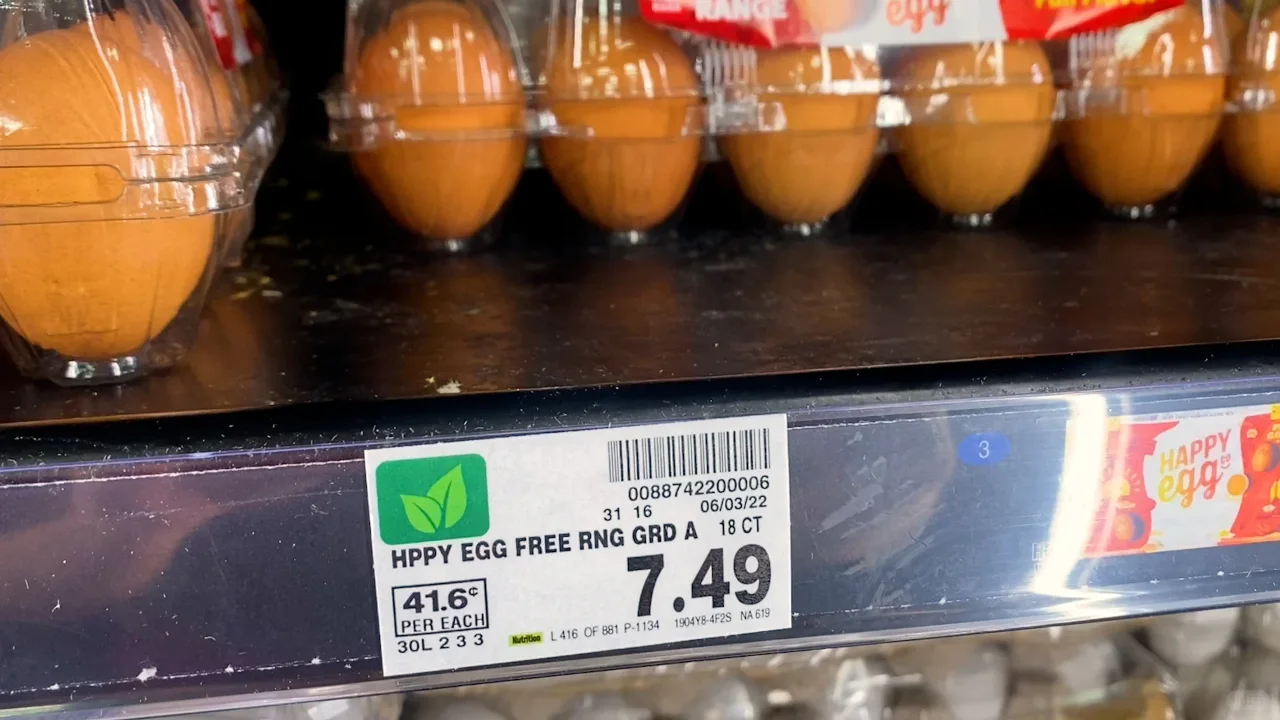 RANGE
egg
0088742200006
31 16 06/03/22
HPPY EGG FREE RNG GRD A 18 CT
7.49
41.6¢
PER EACH
30L 2 3 3
Nutrition L 416 OF 881 P-1134 1904Y8-4F2S NA 619
3
HAPPY
egg
co